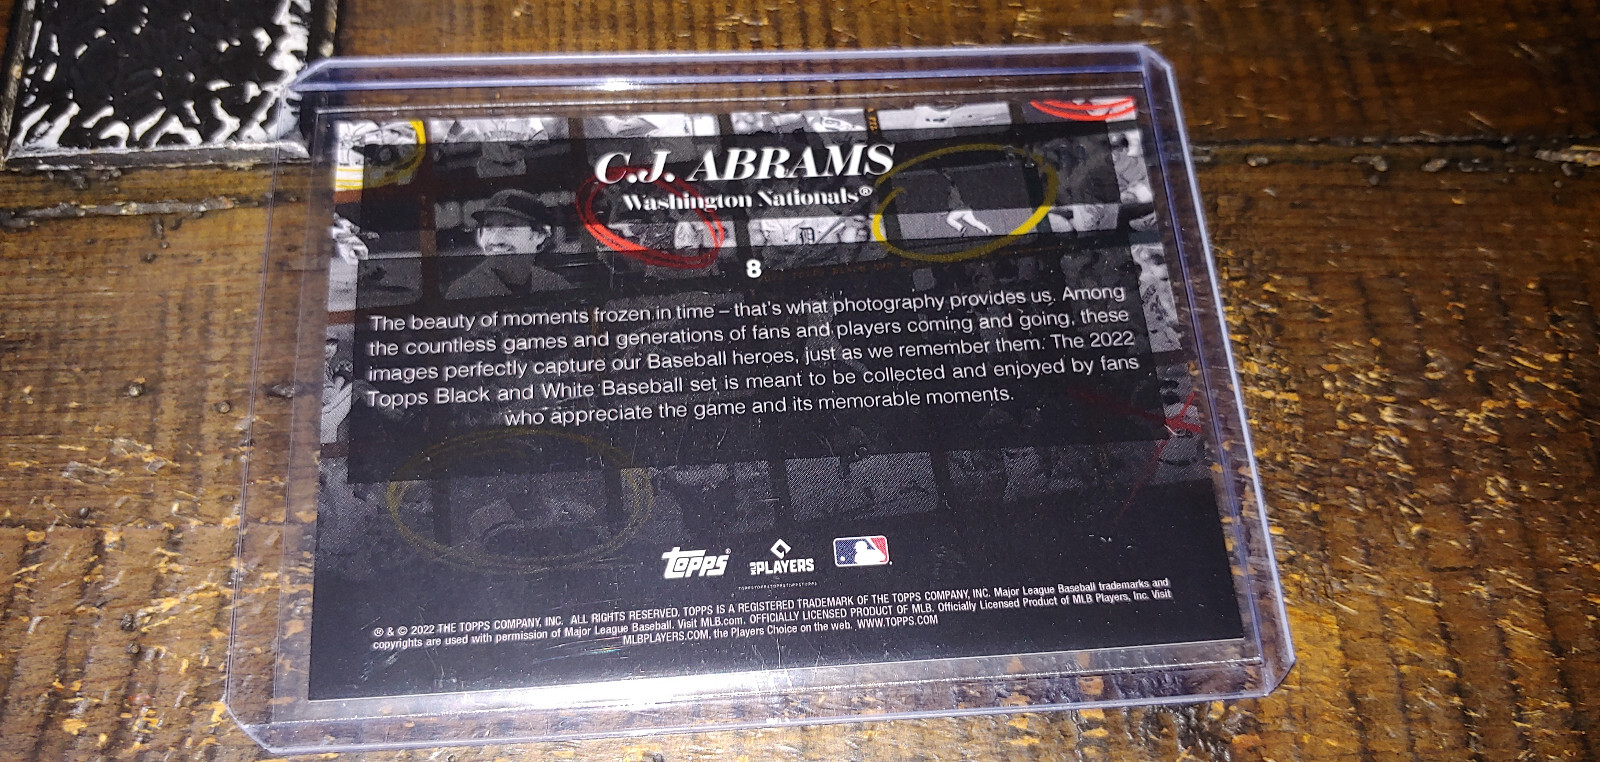 C.J. ABRAMS
Washington Nationals®
8
The beauty of moments frozen in time – that's what photography provides us. Among
the countless games and generations of fans and players coming and going, these
images perfectly capture our Baseball heroes, just as we remember them. The 2022
Topps Black and White Baseball set is meant to be collected and enjoyed by fans
who appreciate the game and its memorable moments.
Topps® MLB PLAYERS
® & © 2022 THE TOPPS COMPANY, INC. ALL RIGHTS RESERVED. TOPPS IS A REGISTERED TRADEMARK OF THE TOPPS COMPANY, INC. Major League Baseball trademarks and
copyrights are used with permission of Major League Baseball. Visit MLB.com. OFFICIALLY LICENSED PRODUCT OF MLB. Officially Licensed Product of MLB Players, Inc. Visit
MLBPLAYERS.COM, the Players Choice on the web. WWW.TOPPS.COM